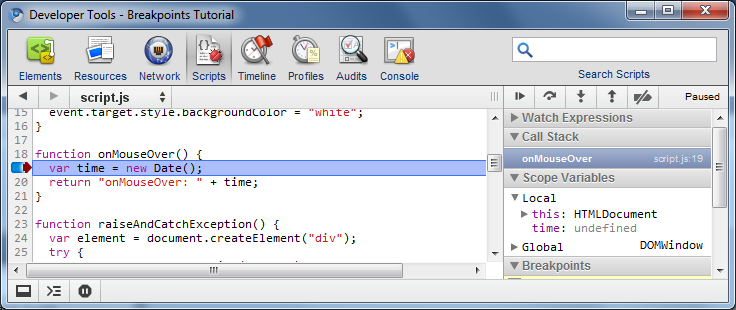 Developer Tools - Breakpoints Tutorial
Elements Resources Network Scripts Timeline Profiles Audits Console
Search Scripts
script.js
Paused
15 event.target.style.backgroundColor = "white";
16 }
17
18 function onMouseOver() {
var time = new Date();
20 return "onMouseOver: " + time;
21 }
22
23 function raiseAndCatchException() {
24 var element = document.createElement("div");
25 try {
Watch Expressions
Call Stack
onMouseOver script.js:19
Scope Variables
Local
this: HTMLDocument
time: undefined
Global DOMWindow
Breakpoints